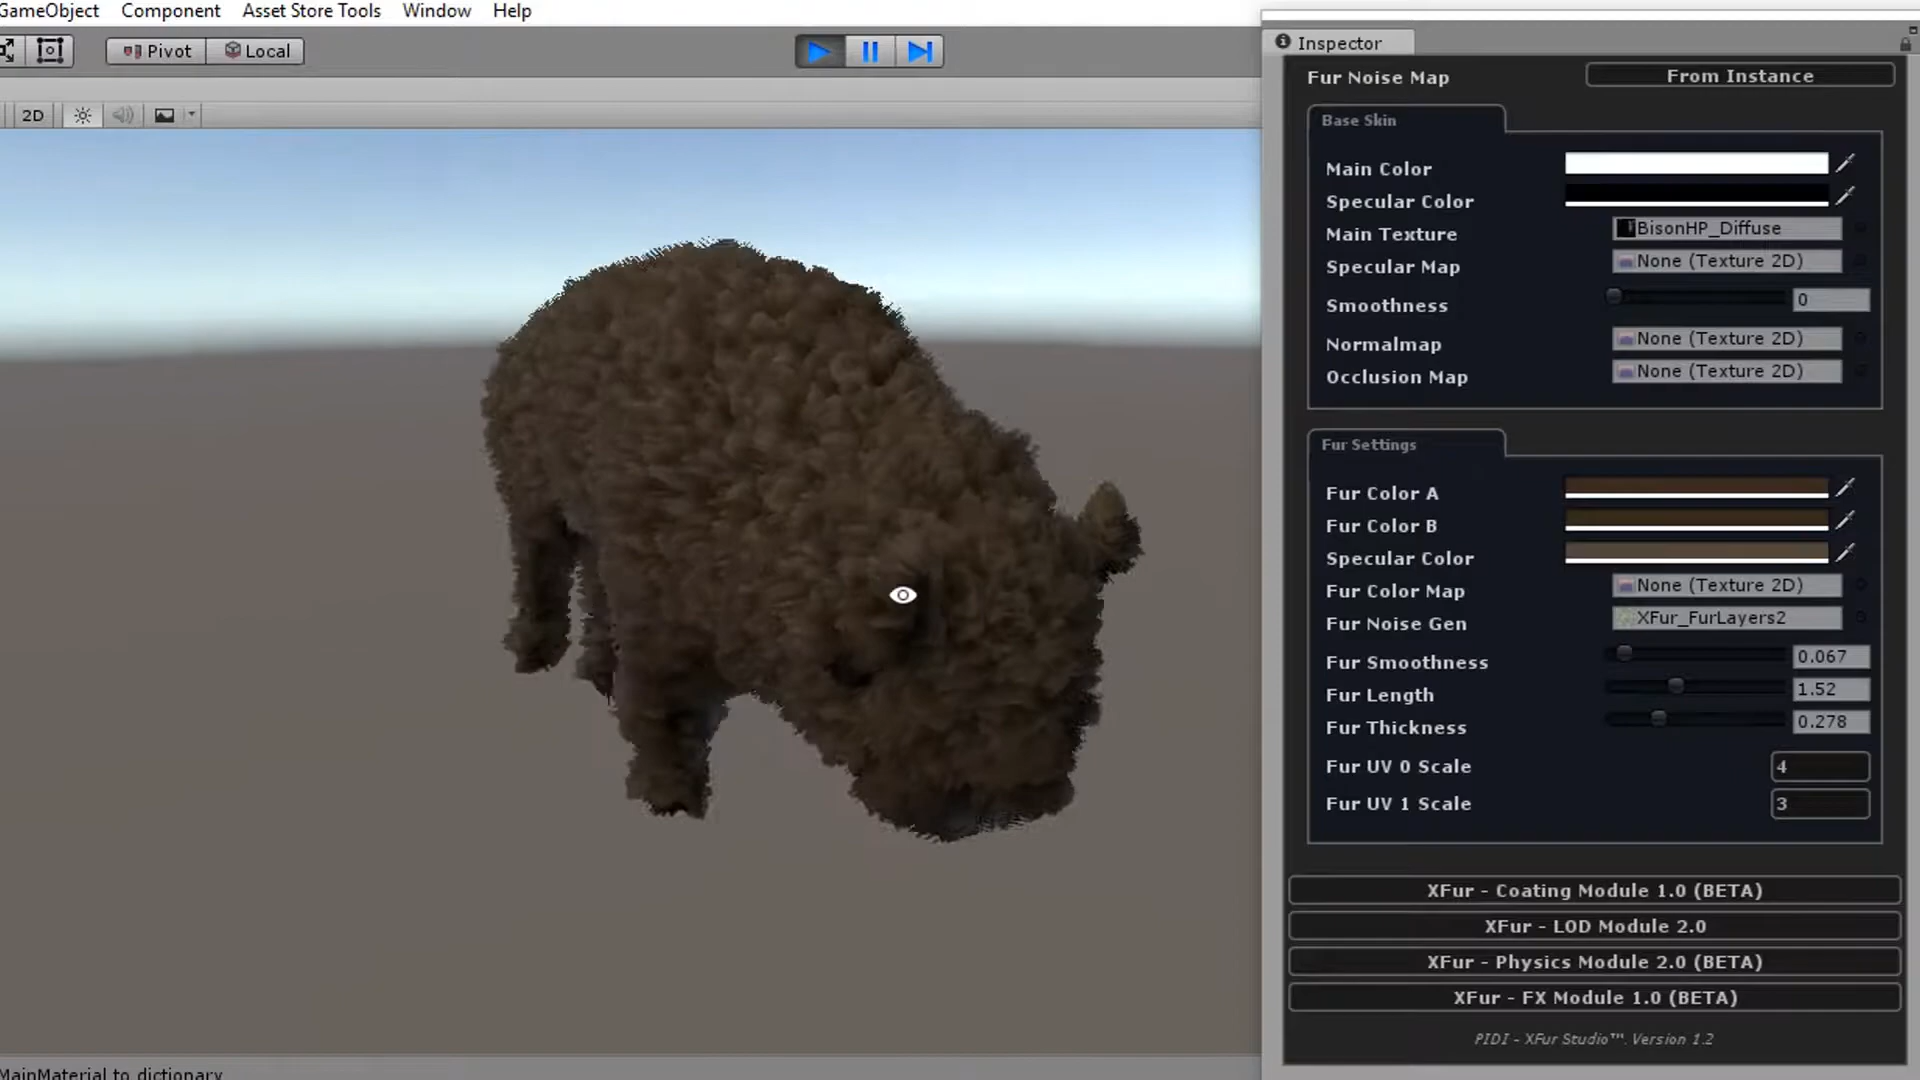 GameObject Component Asset Store Tools Window Help
Pivot Local
2D
Inspector
Fur Noise Map From Instance
Base Skin
Main Color
Specular Color
Main Texture BisonHP_Diffuse
Specular Map None (Texture 2D)
Smoothness 0
Normalmap None (Texture 2D)
Occlusion Map None (Texture 2D)
Fur Settings
Fur Color A
Fur Color B
Specular Color
Fur Color Map None (Texture 2D)
Fur Noise Gen XFur_FurLayers2
Fur Smoothness 0.067
Fur Length 1.52
Fur Thickness 0.278
Fur UV 0 Scale 4
Fur UV 1 Scale 3
XFur - Coating Module 1.0 (BETA)
XFur - LOD Module 2.0
XFur - Physics Module 2.0 (BETA)
XFur - FX Module 1.0 (BETA)
PIDI - XFur Studio™. Version 1.2
MainMaterial to dictionary